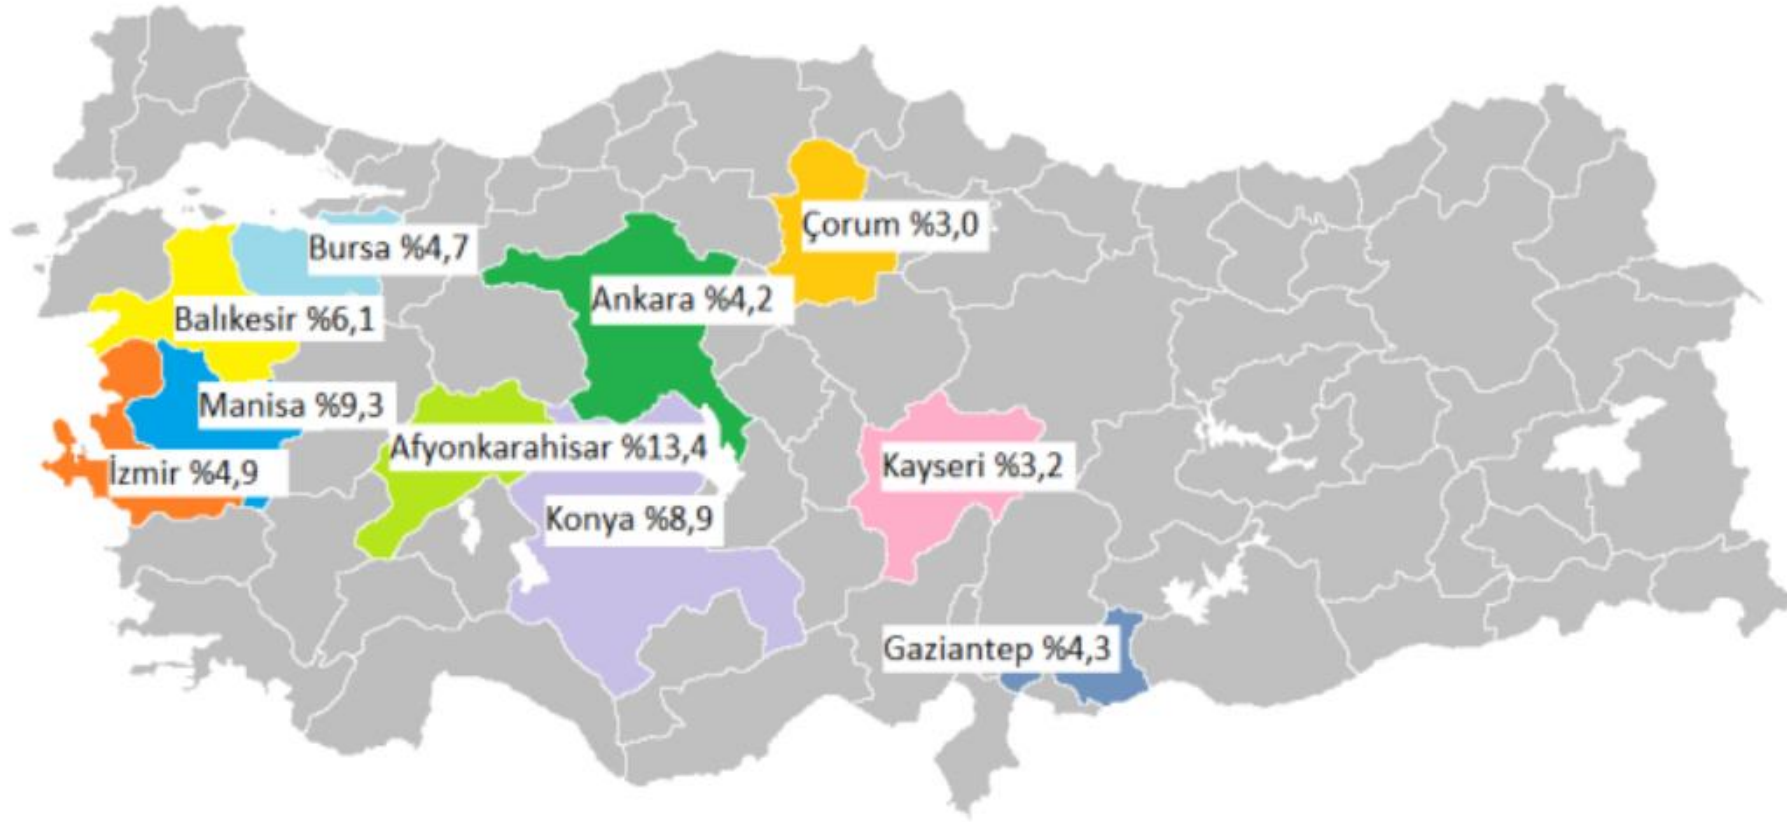 Çorum %3,0
Bursa %4,7
Ankara %4,2
Balıkesir %6,1
Manisa %9,3
Afyonkarahisar %13,4
Kayseri %3,2
İzmir %4,9
Konya %8,9
Gaziantep %4,3